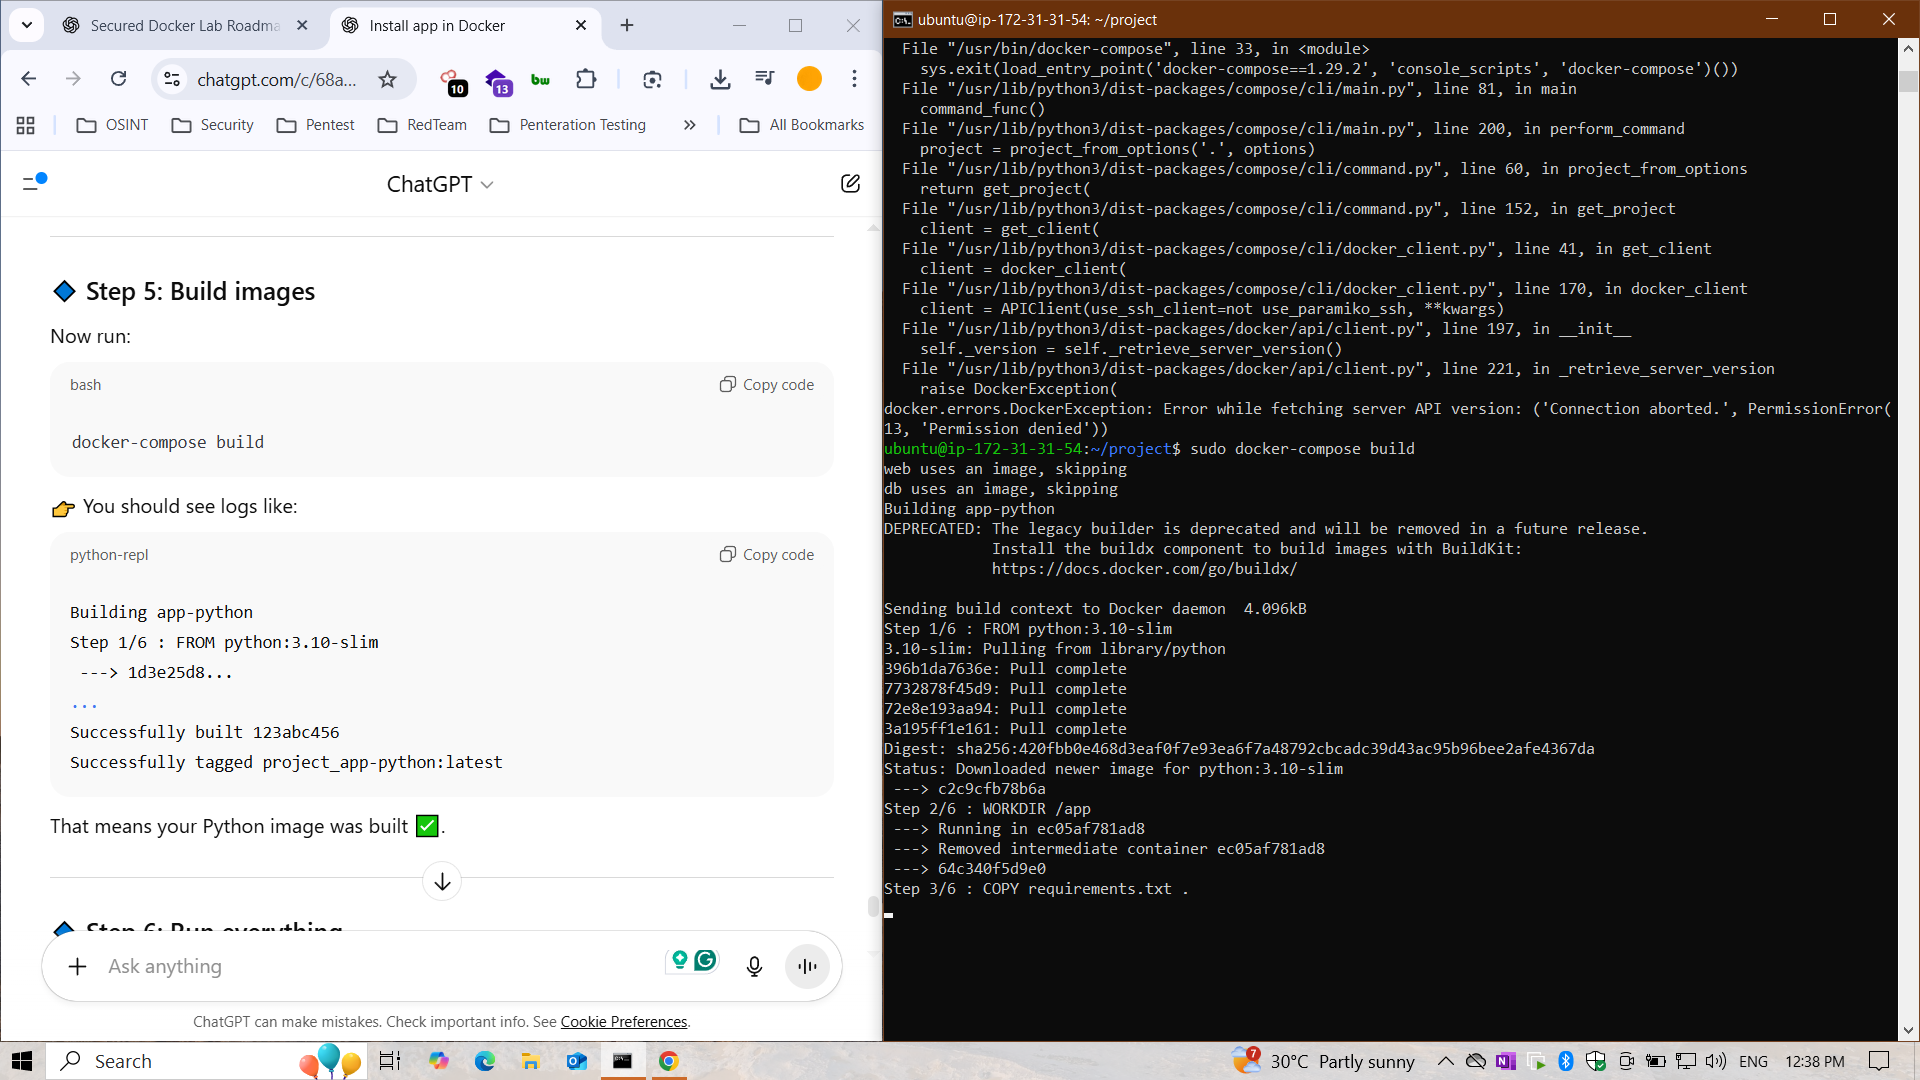 Secured Docker Lab Roadma
Install app in Docker
chatgpt.com/c/68a...
10
13
bw
OSINT
Security
Pentest
RedTeam
Penteration Testing
All Bookmarks
ChatGPT
Step 5: Build images
Now run:
bash
Copy code
docker-compose build
You should see logs like:
python-repl
Copy code
Building app-python
Step 1/6 : FROM python:3.10-slim
---> 1d3e25d8...
...
Successfully built 123abc456
Successfully tagged project_app-python:latest
That means your Python image was built ✅.
Step 6: Run everything
Ask anything
ChatGPT can make mistakes. Check important info. See Cookie Preferences.
ubuntu@ip-172-31-31-54: ~/project
File "/usr/bin/docker-compose", line 33, in <module>
sys.exit(load_entry_point('docker-compose==1.29.2', 'console_scripts', 'docker-compose')())
File "/usr/lib/python3/dist-packages/compose/cli/main.py", line 81, in main
command_func()
File "/usr/lib/python3/dist-packages/compose/cli/main.py", line 200, in perform_command
project = project_from_options('.', options)
File "/usr/lib/python3/dist-packages/compose/cli/command.py", line 60, in project_from_options
return get_project(
File "/usr/lib/python3/dist-packages/compose/cli/command.py", line 152, in get_project
client = get_client(
File "/usr/lib/python3/dist-packages/compose/cli/docker_client.py", line 41, in get_client
client = docker_client(
File "/usr/lib/python3/dist-packages/compose/cli/docker_client.py", line 170, in docker_client
client = APIClient(use_ssh_client=not use_paramiko_ssh, **kwargs)
File "/usr/lib/python3/dist-packages/docker/api/client.py", line 197, in __init__
self._version = self._retrieve_server_version()
File "/usr/lib/python3/dist-packages/docker/api/client.py", line 221, in _retrieve_server_version
raise DockerException(
docker.errors.DockerException: Error while fetching server API version: ('Connection aborted.', PermissionError(
13, 'Permission denied'))
ubuntu@ip-172-31-31-54:~/project$ sudo docker-compose build
web uses an image, skipping
db uses an image, skipping
Building app-python
DEPRECATED: The legacy builder is deprecated and will be removed in a future release.
Install the buildx component to build images with BuildKit:
https://docs.docker.com/go/buildx/
Sending build context to Docker daemon  4.096kB
Step 1/6 : FROM python:3.10-slim
3.10-slim: Pulling from library/python
396b1da7636e: Pull complete
7732878f45d9: Pull complete
72e8e193aa94: Pull complete
3a195ff1e161: Pull complete
Digest: sha256:420fbb0e468d3eaf0f7e93ea6f7a48792cbcadc39d43ac95b96bee2afe4367da
Status: Downloaded newer image for python:3.10-slim
---> c2c9cfb78b6a
Step 2/6 : WORKDIR /app
---> Running in ec05af781ad8
---> Removed intermediate container ec05af781ad8
---> 64c340f5d9e0
Step 3/6 : COPY requirements.txt .
Search
7
30°C Partly sunny
ENG
12:38 PM